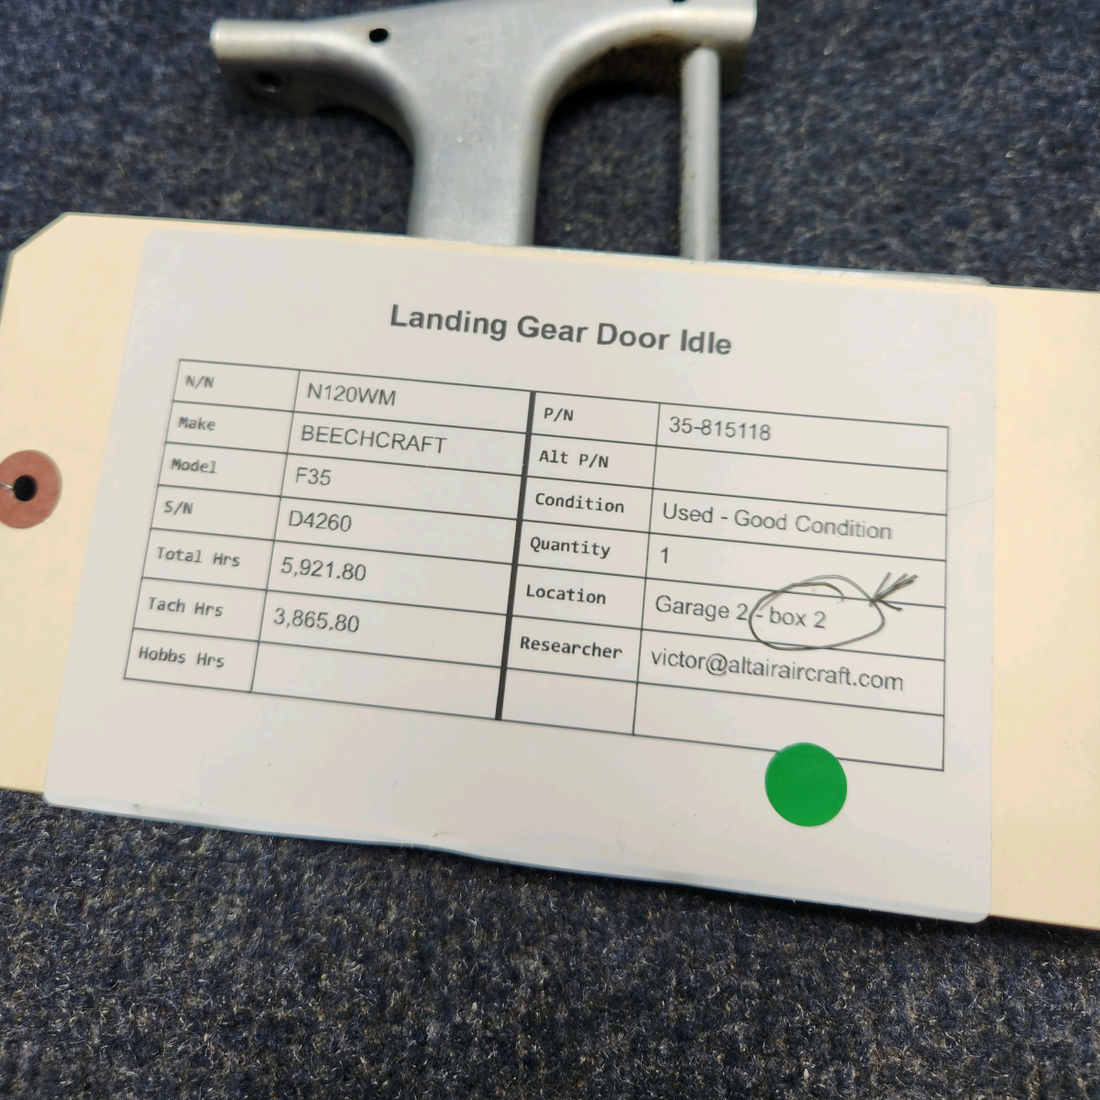 Landing Gear Door Idle
N/N N120WM P/N 35-815118
Make BEECHCRAFT Alt P/N
Model F35 Condition Used - Good Condition
S/N D4260 Quantity 1
Total Hrs 5,921.80 Location Garage 2 - box 2
Tach Hrs 3,865.80 Researcher victor@altairaircraft.com
Hobbs Hrs